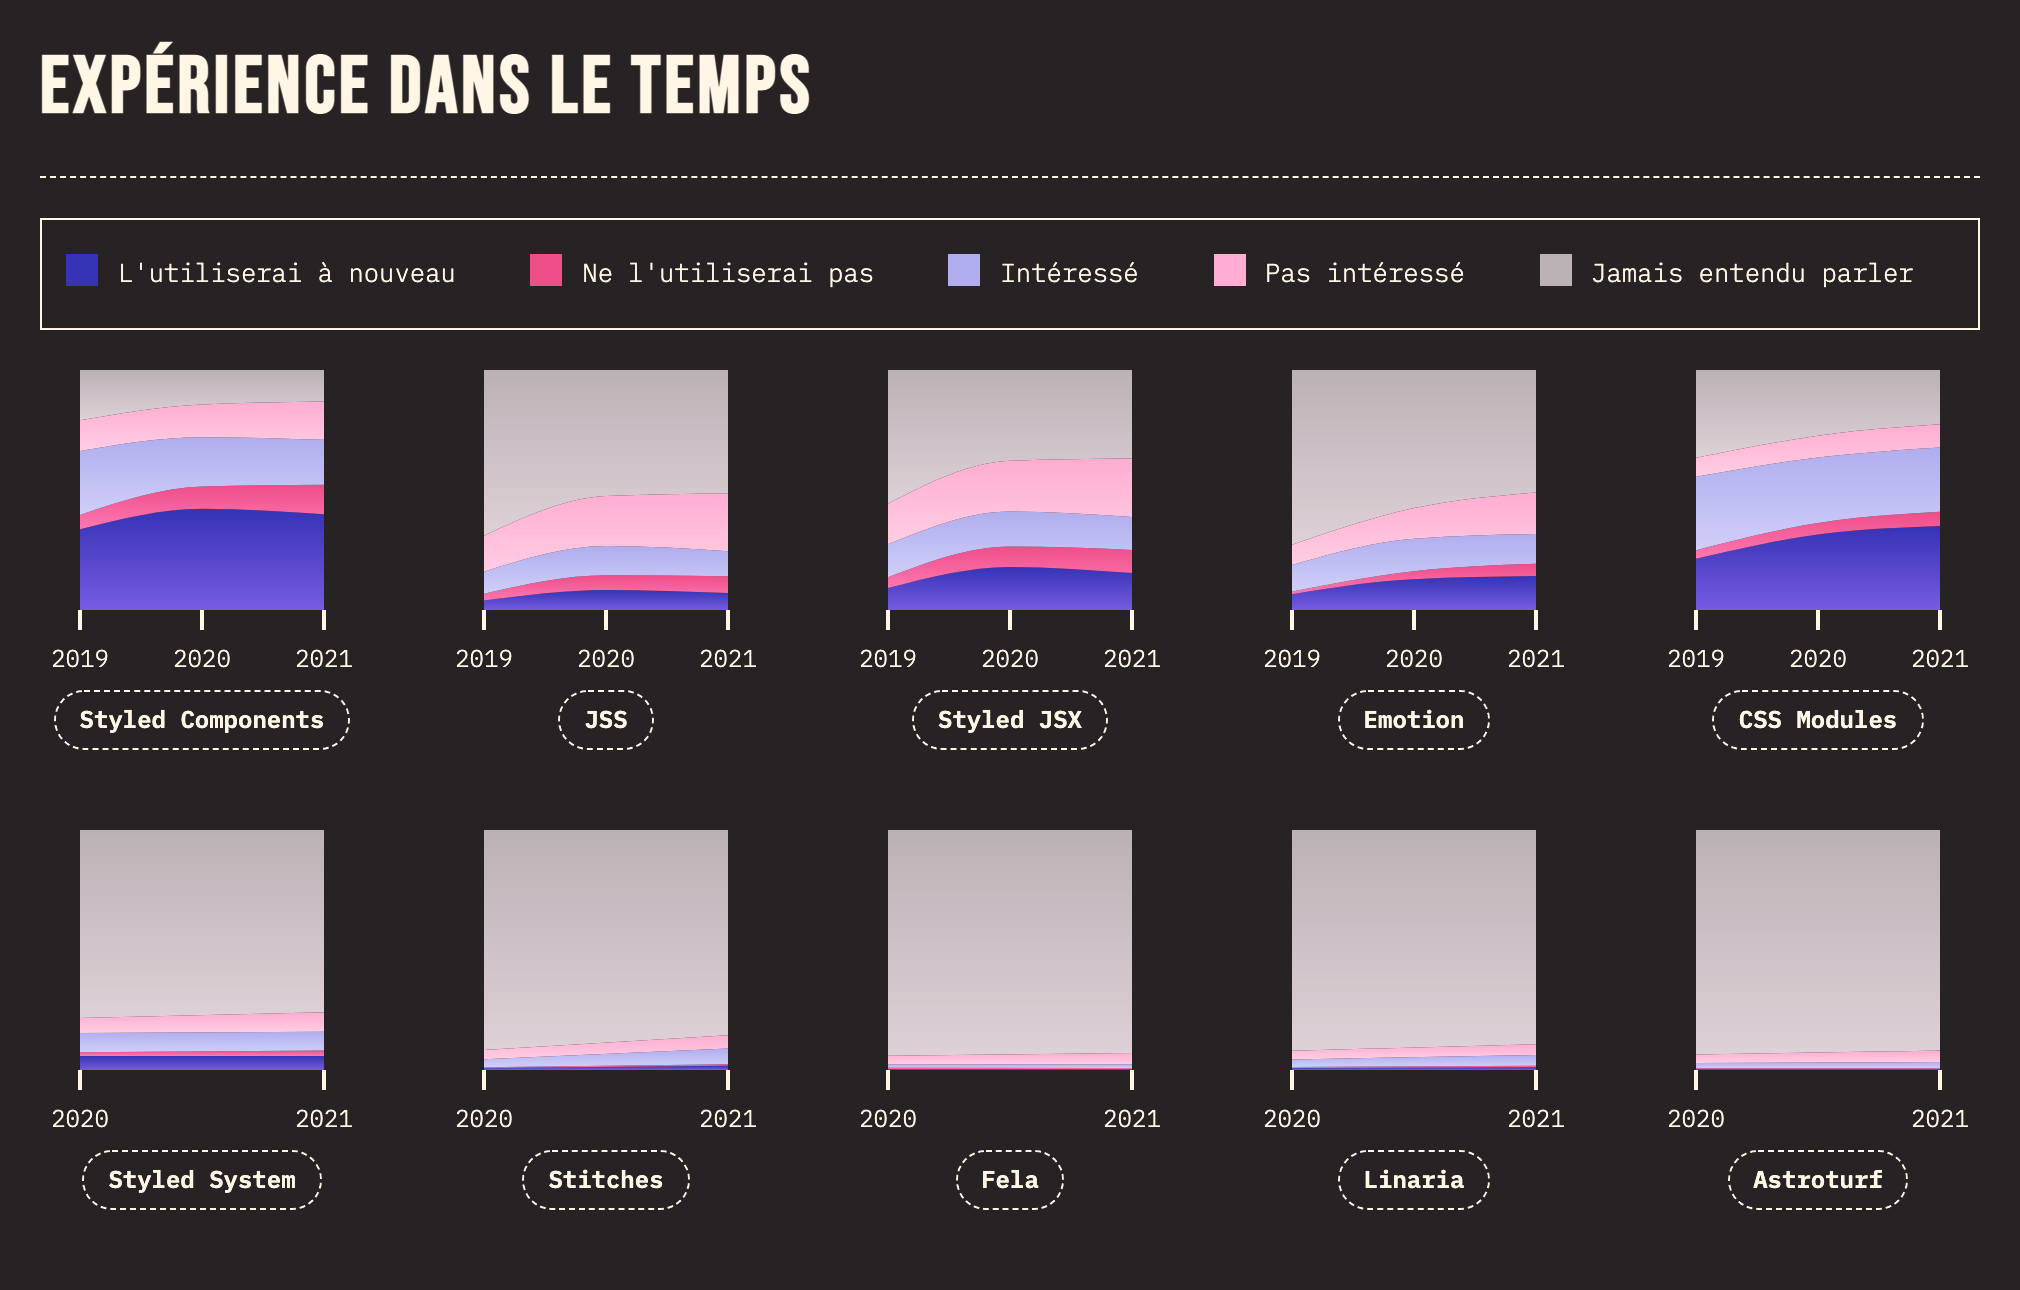 EXPÉRIENCE DANS LE TEMPS
L'utiliserai à nouveau Ne l'utiliserai pas Intéressé Pas intéressé Jamais entendu parler
2019 2020 2021 2019 2020 2021 2019 2020 2021 2019 2020 2021 2019 2020 2021
Styled Components JSS Styled JSX Emotion CSS Modules
2020 2021 2020 2021 2020 2021 2020 2021 2020 2021
Styled System Stitches Fela Linaria Astroturf